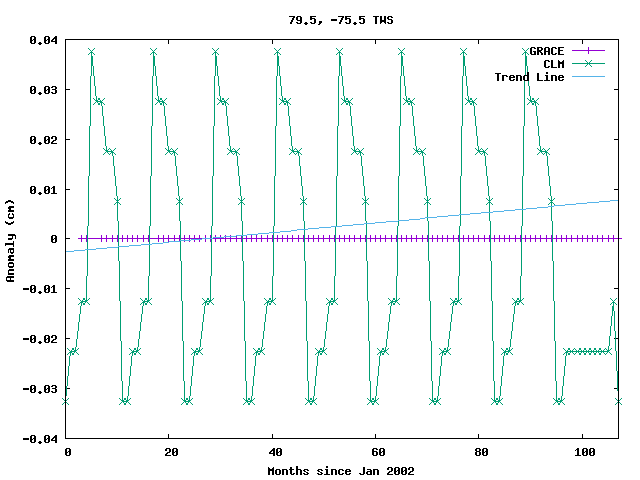 79.5, -75.5 TWS
GRACE
CLM
Trend Line
0.04
0.03
0.02
0.01
0
-0.01
-0.02
-0.03
-0.04
Anomaly (cm)
0 20 40 60 80 100
Months since Jan 2002